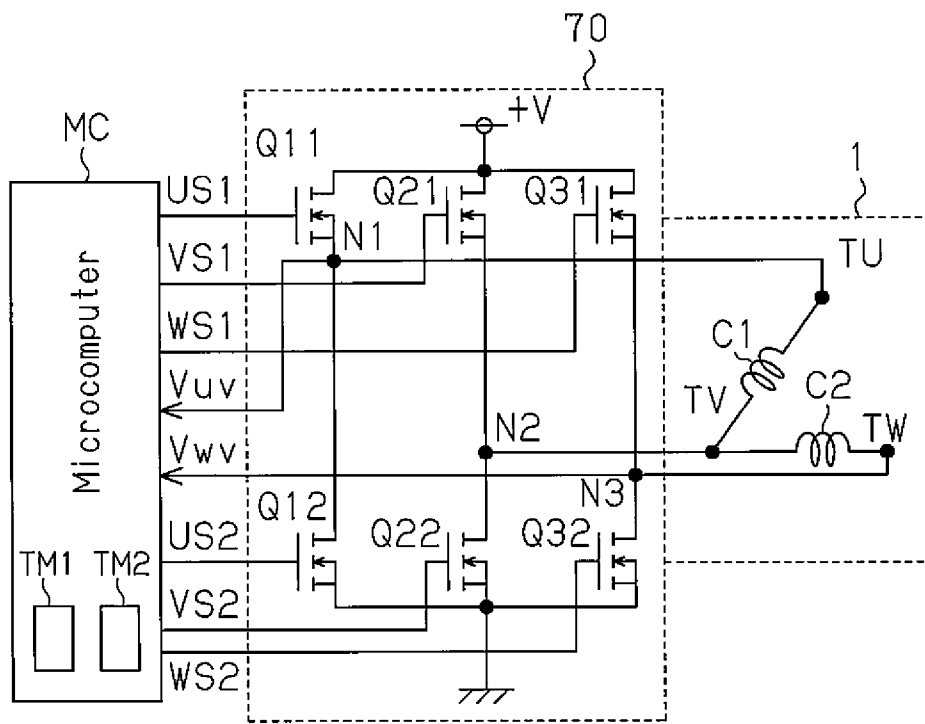 70
+V
MC
Q11
1
US1
Q21
Q31
N1
TU
VS1
WS1
C1
Vuv
TV
C2
Microcomputer
N2
TW
Vwv
N3
Q12
Q22
Q32
US2
TM1
TM2
VS2
WS2